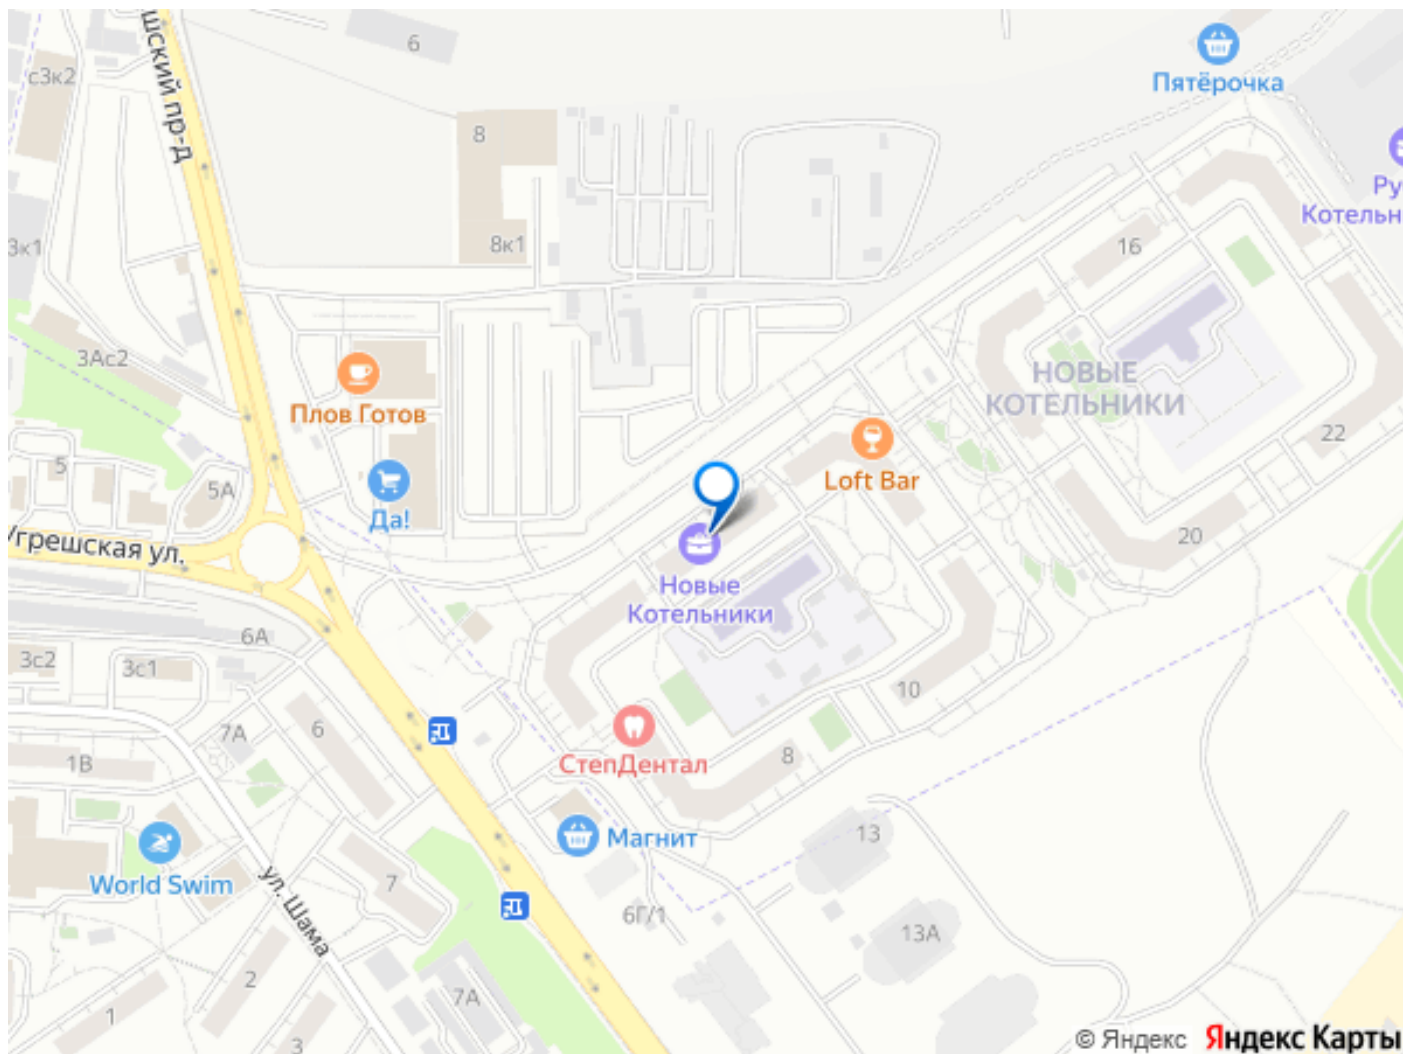 6
Пятёрочка
с3к2
шский пр-д
8
Ру
Котельн
3к1
8к1
16
3Ас2
НОВЫЕ
КОТЕЛЬНИКИ
Плов Готов
22
5
5А
Loft Bar
Да!
Угрешская ул.
20
Новые
Котельники
6А
3с2
3с1
10
7А
6
1В
8
СтепДентал
Магнит
13
World Swim
7
ул. Шама
6Г/1
13А
2
7А
1
3
© Яндекс Яндекс Карты